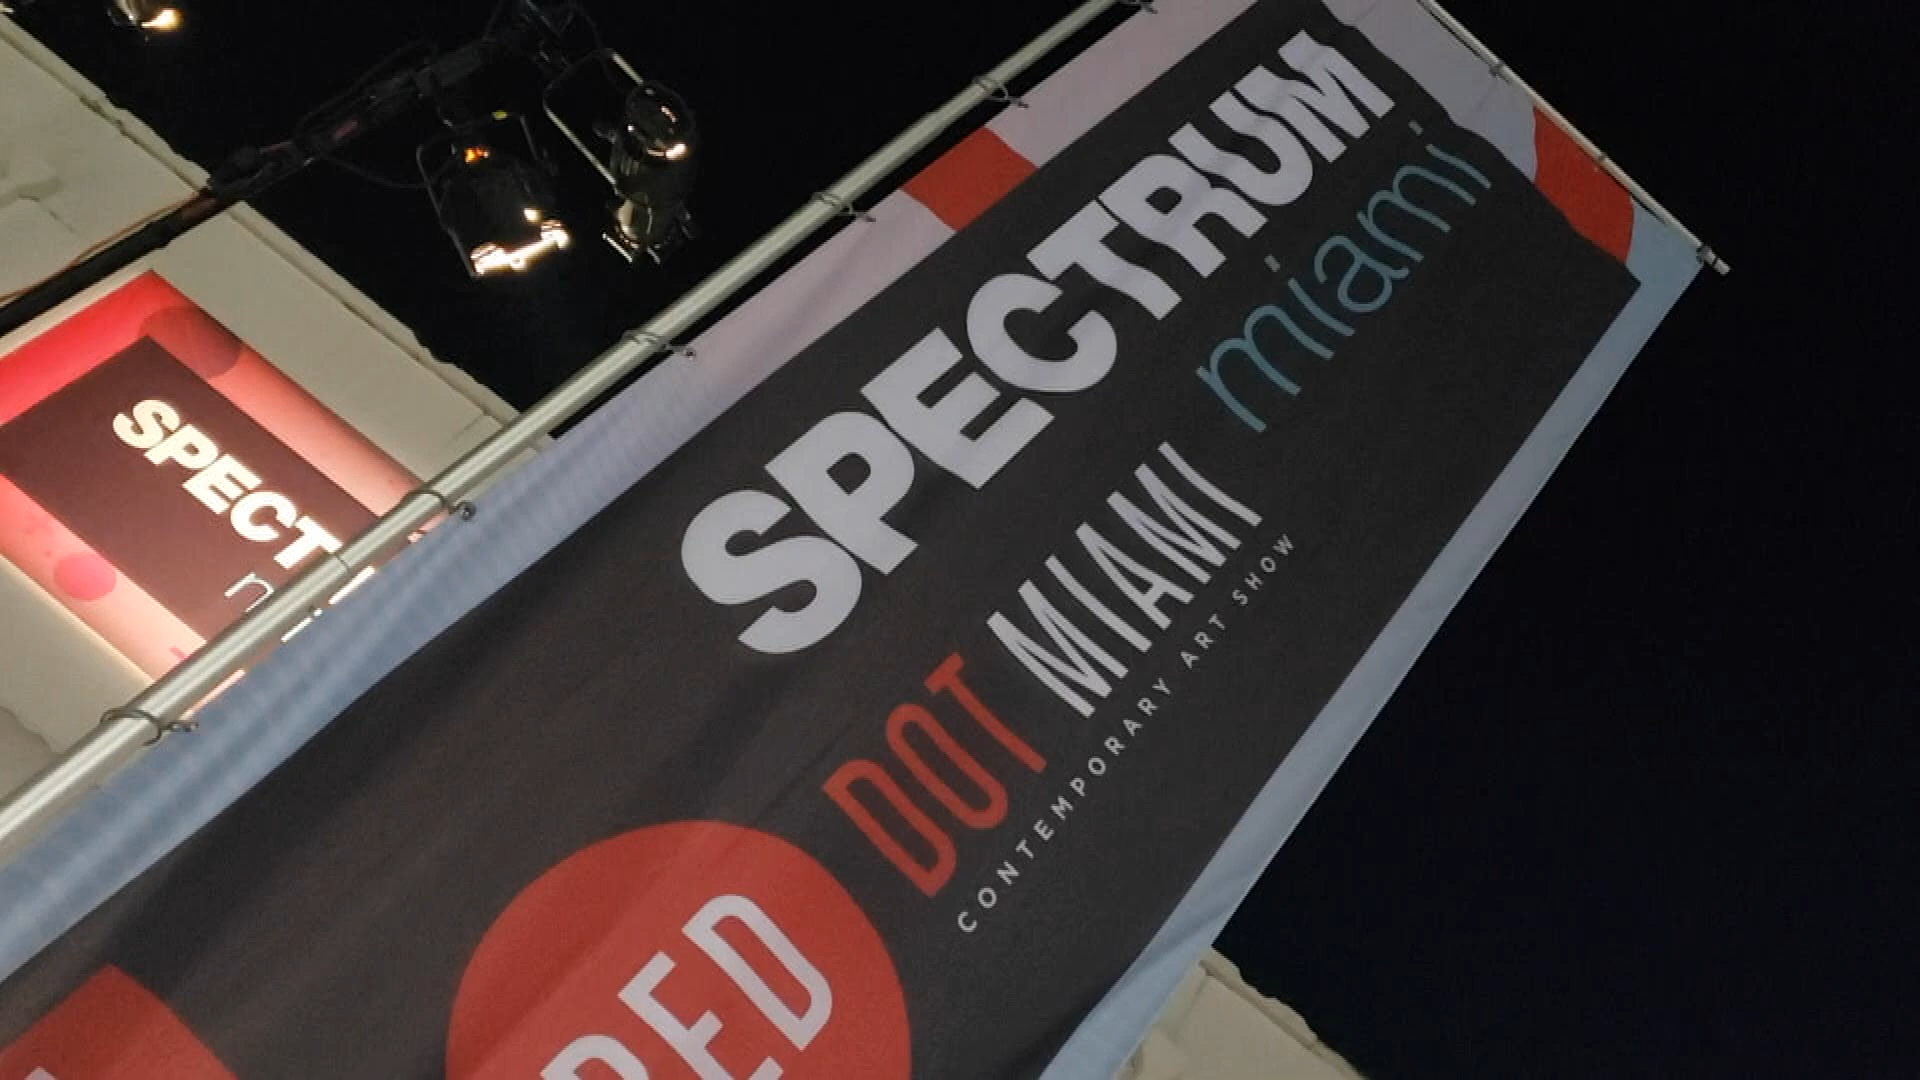 SPECTRUM
miami
RED
DOT MIAMI
CONTEMPORARY ART SHOW
SPECT